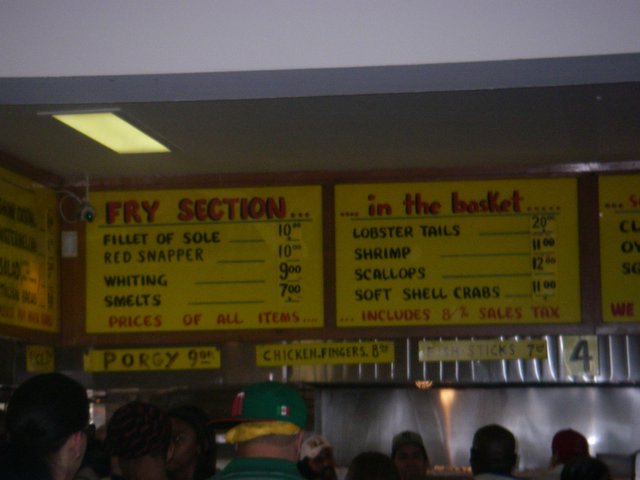 FRY SECTION...
FILLET OF SOLE 10.00
RED SNAPPER 10.00
WHITING 9.00
SMELTS 7.00
PRICES OF ALL ITEMS....
.... in the basket.....
LOBSTER TAILS 20.00
SHRIMP 11.00
SCALLOPS 12.00
SOFT SHELL CRABS 11.00
... INCLUDES 8% SALES TAX
WE
PORGY 9.00
CHICKEN.FINGERS. 8.00
FISH STICKS 7.00
4